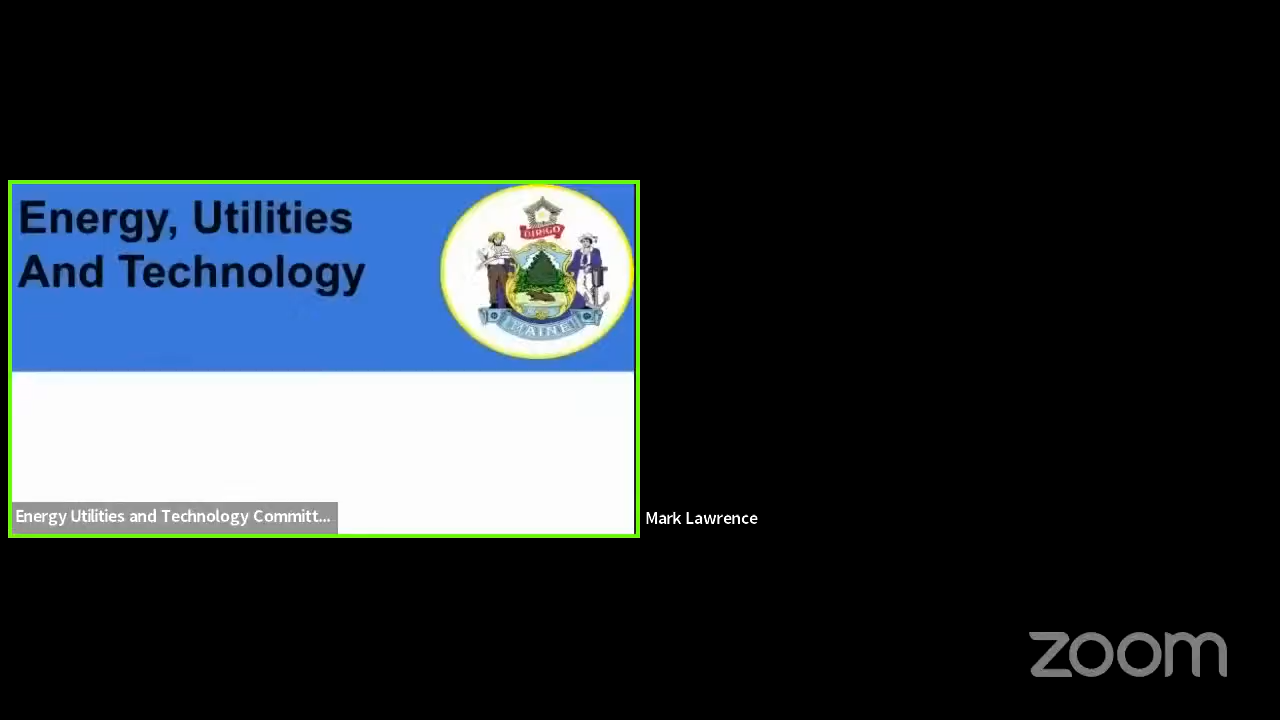 Energy, Utilities
And Technology
DIRIGO
MAINE
Energy Utilities and Technology Committ...
Mark Lawrence
zoom